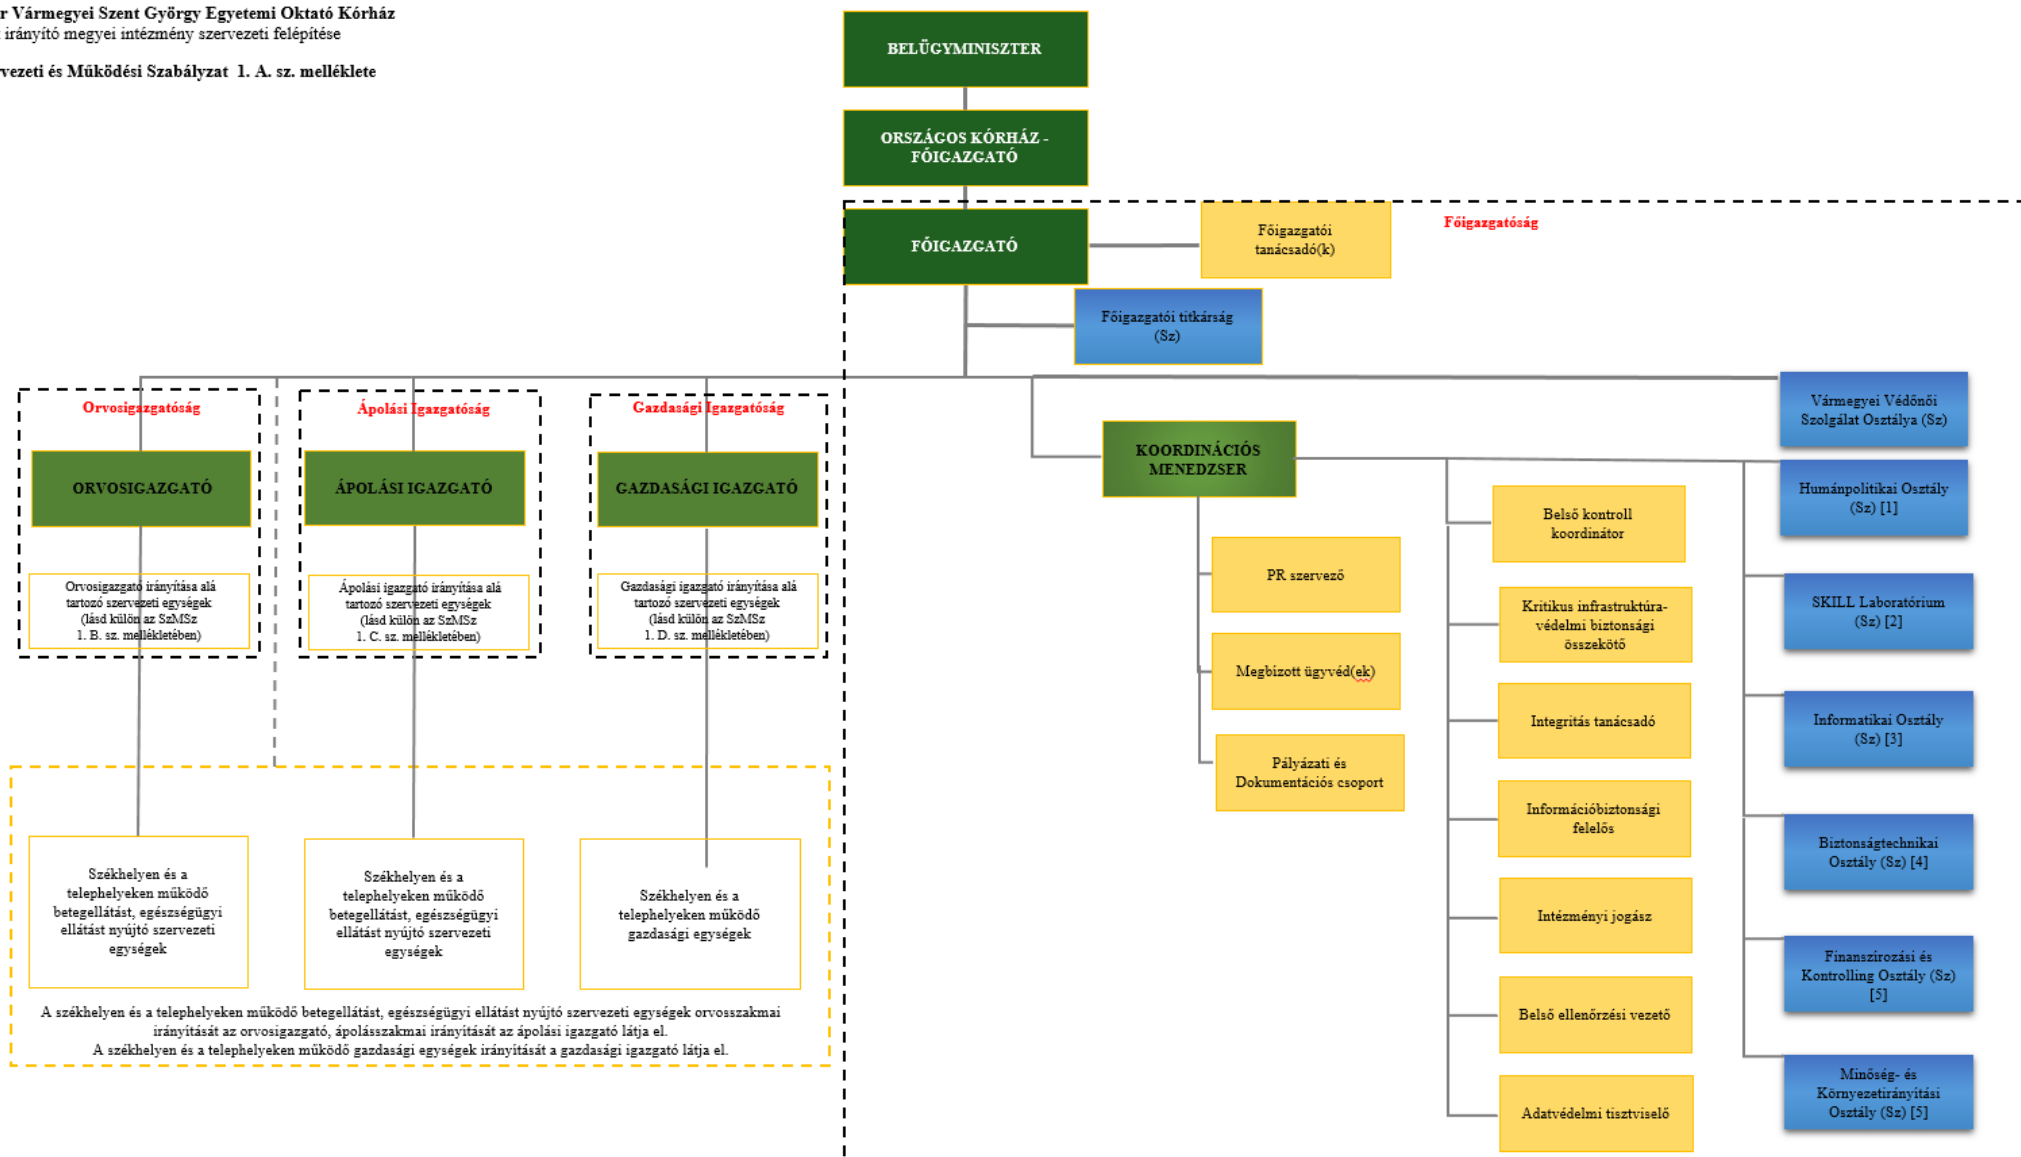 r Vármegyei Szent György Egyetemi Oktató Kórház
irányító megyei intézmény szervezeti felépítése
vezeti és Működési Szabályzat 1. A. sz. melléklete
BELÜGYMINISZTER
ORSZÁGOS KÓRHÁZ -
FŐIGAZGATÓ
FŐIGAZGATÓ
Főigazgatói
tanácsadó(k)
Főigazgatóság
Főigazgatói titkárság
(Sz)
Orvosigazgatóság
Ápolási Igazgatóság
Gazdasági Igazgatóság
ORVOSIGAZGATÓ
ÁPOLÁSI IGAZGATÓ
GAZDASÁGI IGAZGATÓ
Orvosigazgató irányítása alá
tartozó szervezeti egységek
(lásd külön az SzMSz
1. B. sz. mellékletében)
Ápolási igazgató irányítása alá
tartozó szervezeti egységek
(lásd külön az SzMSz
1. C. sz. mellékletében)
Gazdasági igazgató irányítása alá
tartozó szervezeti egységek
(lásd külön az SzMSz
1. D. sz. mellékletében)
Székhelyen és a
telephelyeken működő
betegellátást, egészségügyi
ellátást nyújtó szervezeti
egységek
Székhelyen és a
telephelyeken működő
betegellátást, egészségügyi
ellátást nyújtó szervezeti
egységek
Székhelyen és a
telephelyeken működő
gazdasági egységek
A székhelyen és a telephelyeken működő betegellátást, egészségügyi ellátást nyújtó szervezeti egységek orvosszakmai
irányítását az orvosigazgató, ápolásszakmai irányítását az ápolási igazgató látja el.
A székhelyen és a telephelyeken működő gazdasági egységek irányítását a gazdasági igazgató látja el.
KOORDINÁCIÓS
MENEDZSER
PR szervező
Megbízott ügyvéd(ek)
Pályázati és
Dokumentációs csoport
Belső kontroll
koordinátor
Kritikus infrastruktúra-
védelmi biztonsági
összekötő
Integritás tanácsadó
Információbiztonsági
felelős
Intézményi jogász
Belső ellenőrzési vezető
Adatvédelmi tisztviselő
Vármegyei Védőnői
Szolgálat Osztálya (Sz)
Humánpolitikai Osztály
(Sz) [1]
SKILL Laboratórium
(Sz) [2]
Informatikai Osztály
(Sz) [3]
Biztonságtechnikai
Osztály (Sz) [4]
Finanszírozási és
Kontrolling Osztály (Sz)
[5]
Minőség- és
Környezetirányítási
Osztály (Sz) [5]